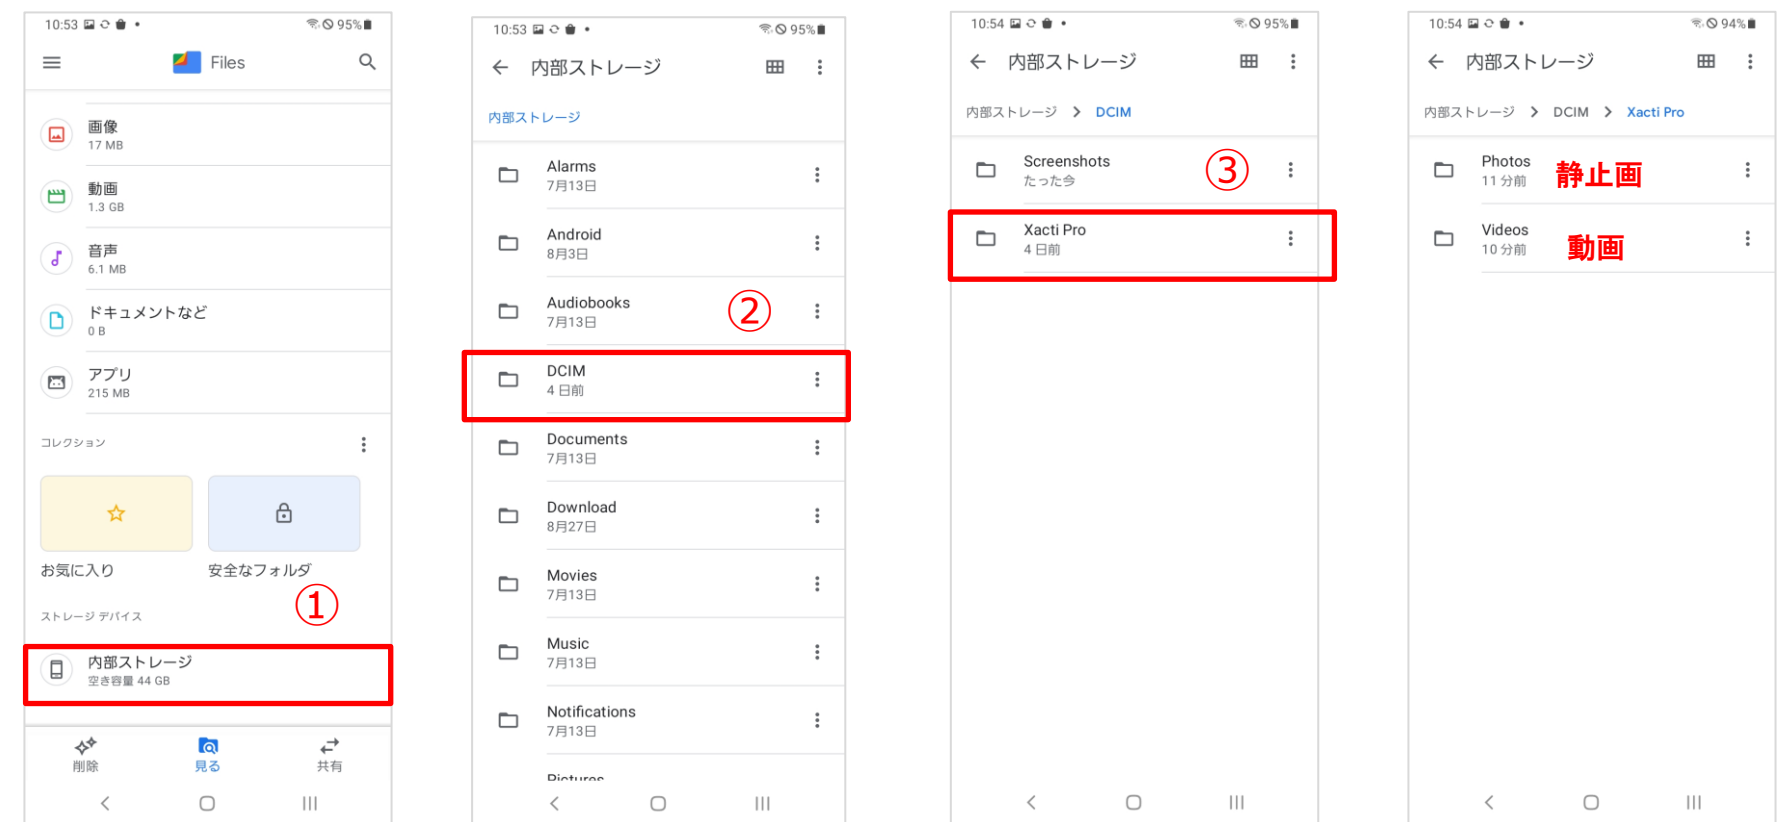 10:53
95%
Files
画像
17 MB
動画
1.3 GB
音声
6.1 MB
ドキュメントなど
0 B
アプリ
215 MB
コレクション
お気に入り
安全なフォルダ
①
ストレージ デバイス
内部ストレージ
空き容量 44 GB
削除
見る
共有
10:53
95%
内部ストレージ
内部ストレージ
Alarms
7月13日
Android
8月3日
Audiobooks
7月13日
②
DCIM
4 日前
Documents
7月13日
Download
8月27日
Movies
7月13日
Music
7月13日
Notifications
7月13日
Pictures
10:54
95%
内部ストレージ
内部ストレージ > DCIM
Screenshots
たった今
③
Xacti Pro
4 日前
10:54
94%
内部ストレージ
内部ストレージ > DCIM > Xacti Pro
Photos
11 分前
静止画
Videos
10 分前
動画